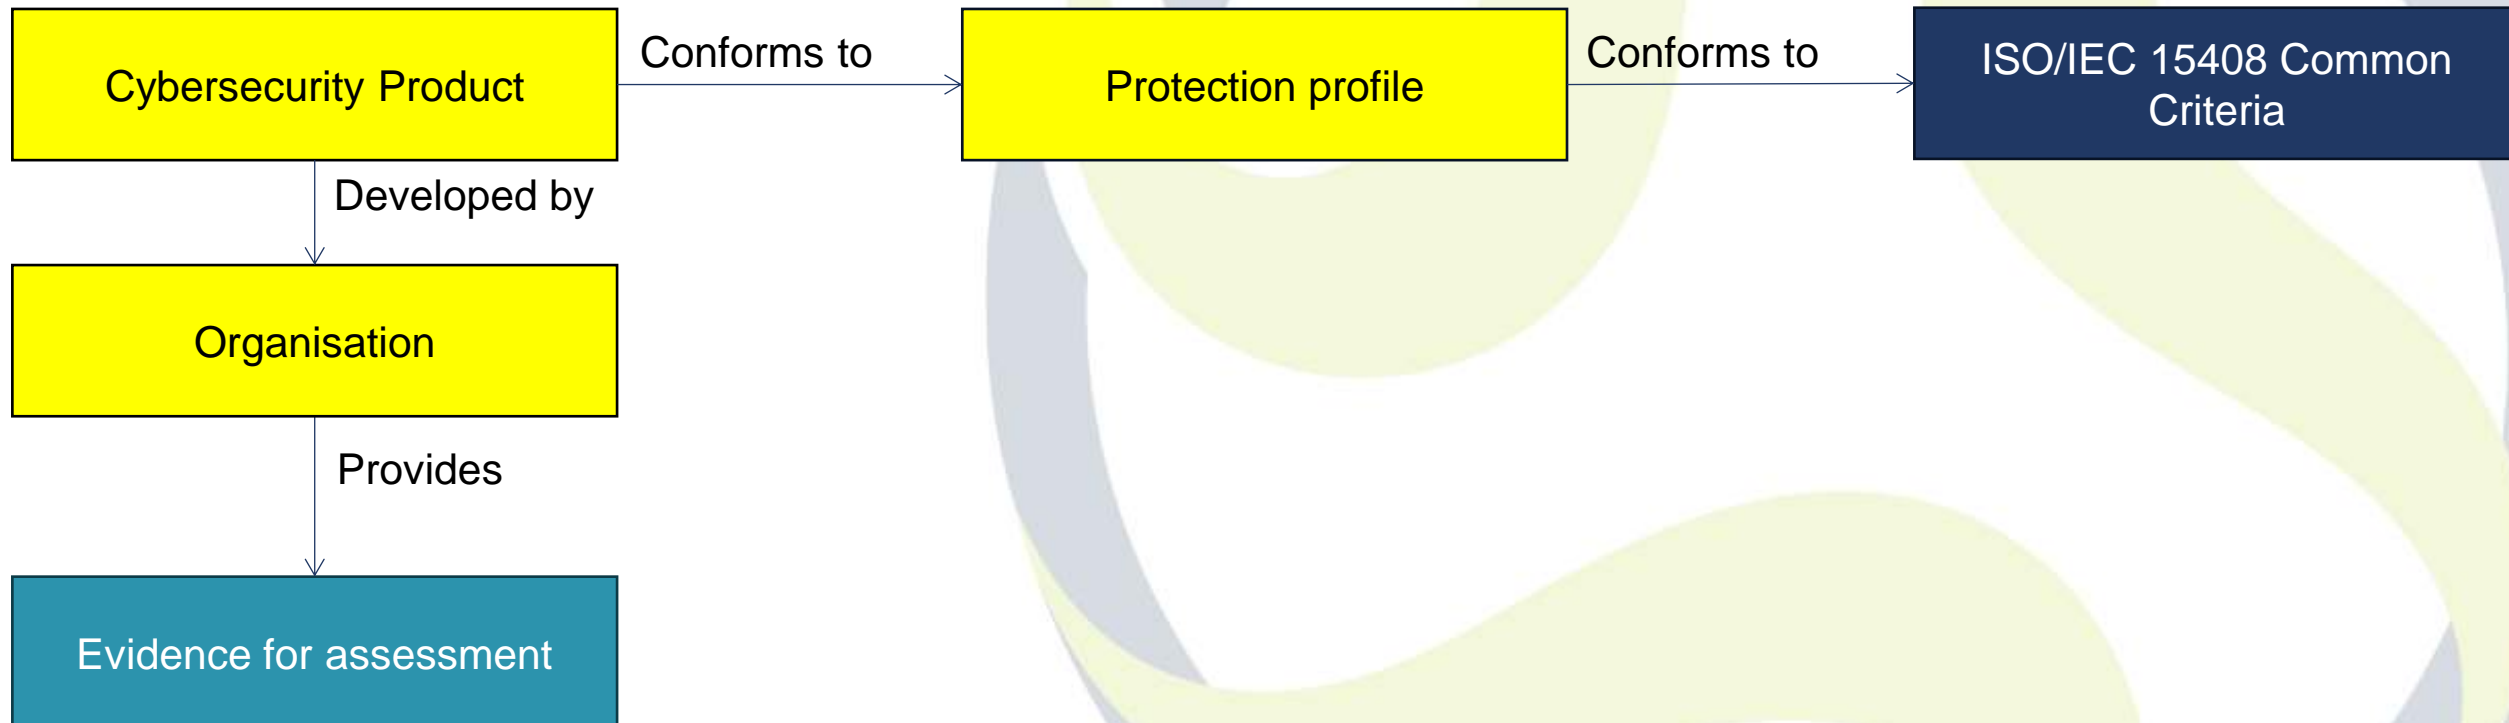 Cybersecurity Product
Conforms to
Protection profile
Conforms to
ISO/IEC 15408 Common
Criteria
Developed by
Organisation
Provides
Evidence for assessment